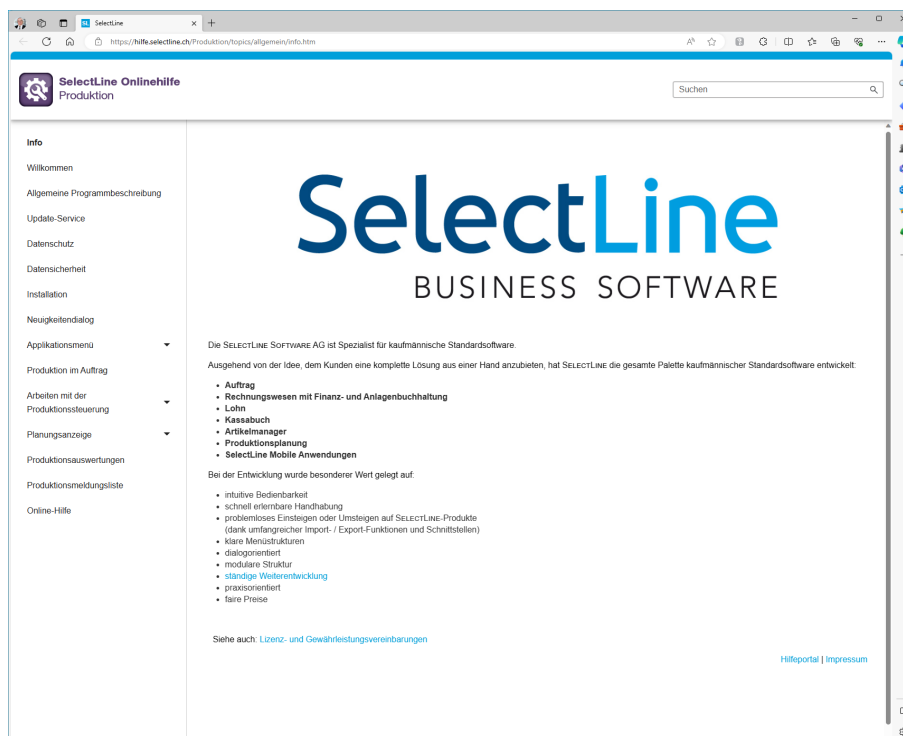 SelectLine
https://hilfe.selectline.ch/Produktion/topics/allgemein/info.htm
SelectLine Onlinehilfe
Produktion
Suchen
Info
Willkommen
Allgemeine Programmbeschreibung
Update-Service
Datenschutz
Datensicherheit
Installation
Neuigkeitendialog
Applikationsmenü
Produktion im Auftrag
Arbeiten mit der
Produktionssteuerung
Planungsanzeige
Produktionsauswertungen
Produktionsmeldungsliste
Online-Hilfe
SelectLine
BUSINESS SOFTWARE
Die SELECTLINE SOFTWARE AG ist Spezialist für kaufmännische Standardsoftware.
Ausgehend von der Idee, dem Kunden eine komplette Lösung aus einer Hand anzubieten, hat SELECTLINE die gesamte Palette kaufmännischer Standardsoftware entwickelt:
• Auftrag
• Rechnungswesen mit Finanz- und Anlagenbuchhaltung
• Lohn
• Kassabuch
• Artikelmanager
• Produktionsplanung
• SelectLine Mobile Anwendungen
Bei der Entwicklung wurde besonderer Wert gelegt auf:
• intuitive Bedienbarkeit
• schnell erlernbare Handhabung
• problemloses Einsteigen oder Umsteigen auf SELECTLINE-Produkte
(dank umfangreicher Import- / Export-Funktionen und Schnittstellen)
• klare Menüstrukturen
• dialogorientiert
• modulare Struktur
• ständige Weiterentwicklung
• praxisorientiert
• faire Preise
Siehe auch: Lizenz- und Gewährleistungsvereinbarungen
Hilfeportal | Impressum